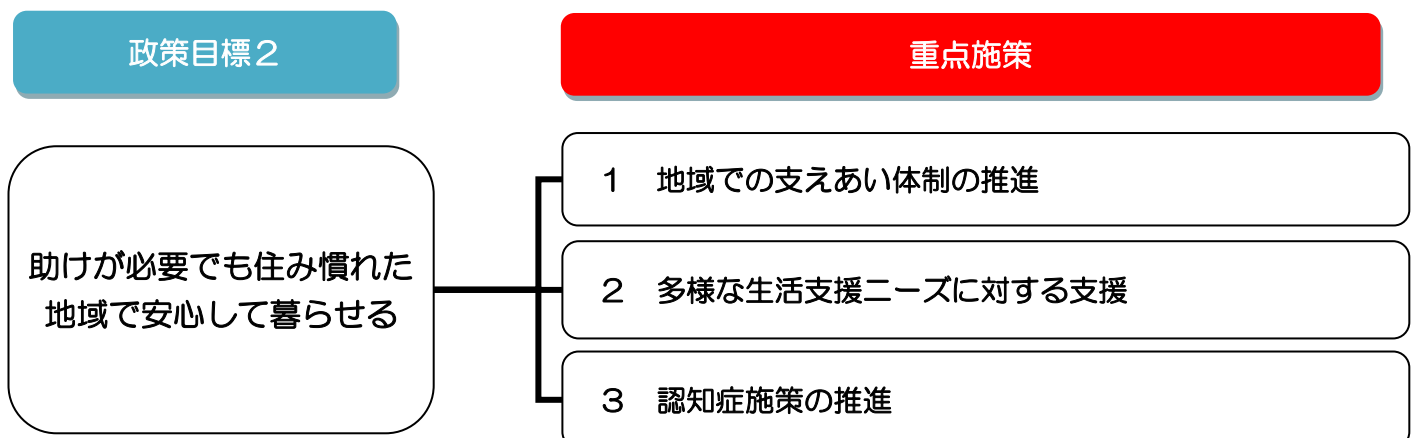 政策目標２
重点施策
助けが必要でも住み慣れた
地域で安心して暮らせる
１　地域での支えあい体制の推進
２　多様な生活支援ニーズに対する支援
３　認知症施策の推進